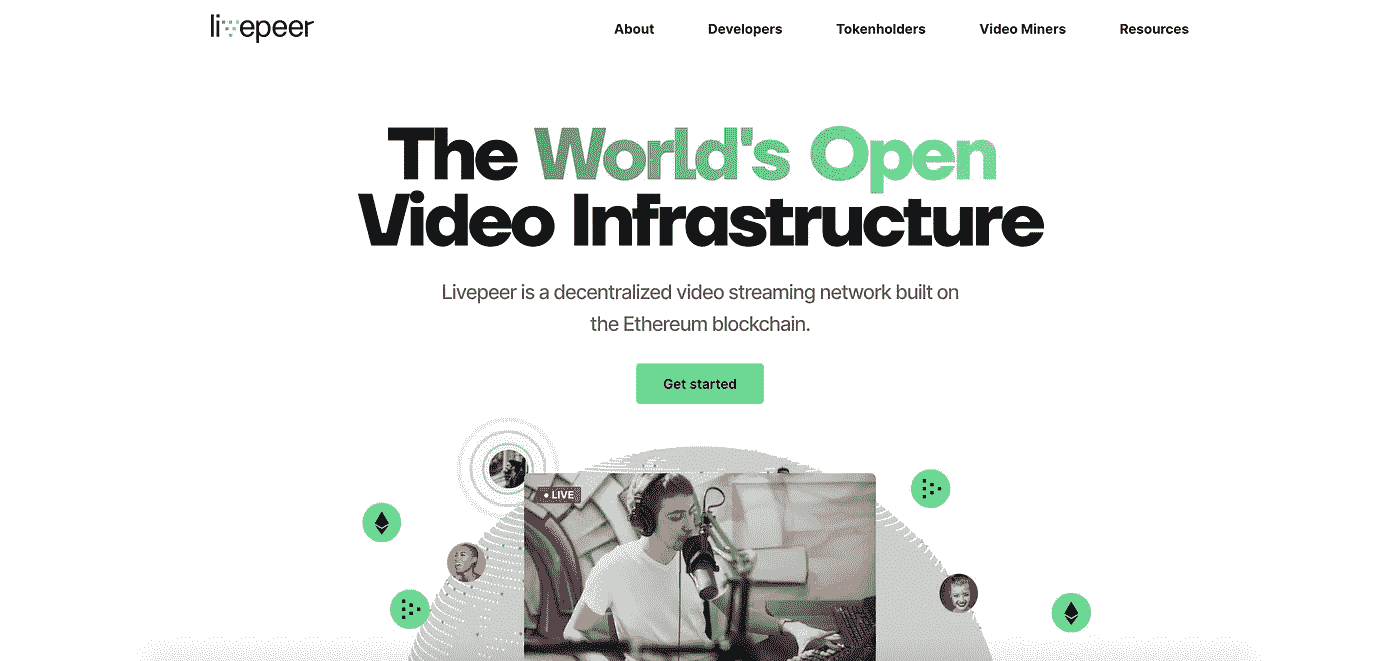 livepeer
About Developers Tokenholders Video Miners Resources
The World's Open
Video Infrastructure
Livepeer is a decentralized video streaming network built on
the Ethereum blockchain.
Get started
LIVE